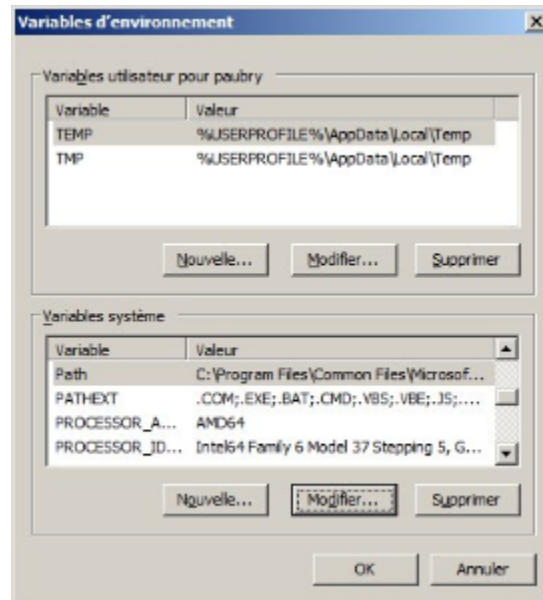 Variables d'environnement
Variables utilisateur pour paubry
Variable Valeur
TEMP %USERPROFILE%\AppData\Local\Temp
TMP %USERPROFILE%\AppData\Local\Temp
Nouvelle... Modifier... Supprimer
Variables système
Variable Valeur
Path C:\Program Files\Common Files\Microsof...
PATHEXT .COM;.EXE;.BAT;.CMD;.VBS;.VBE;.JS;....
PROCESSOR_A... AMD64
PROCESSOR_ID... Intel64 Family 6 Model 37 Stepping 5, G...
Nouvelle... Modifier... Supprimer
OK Annuler